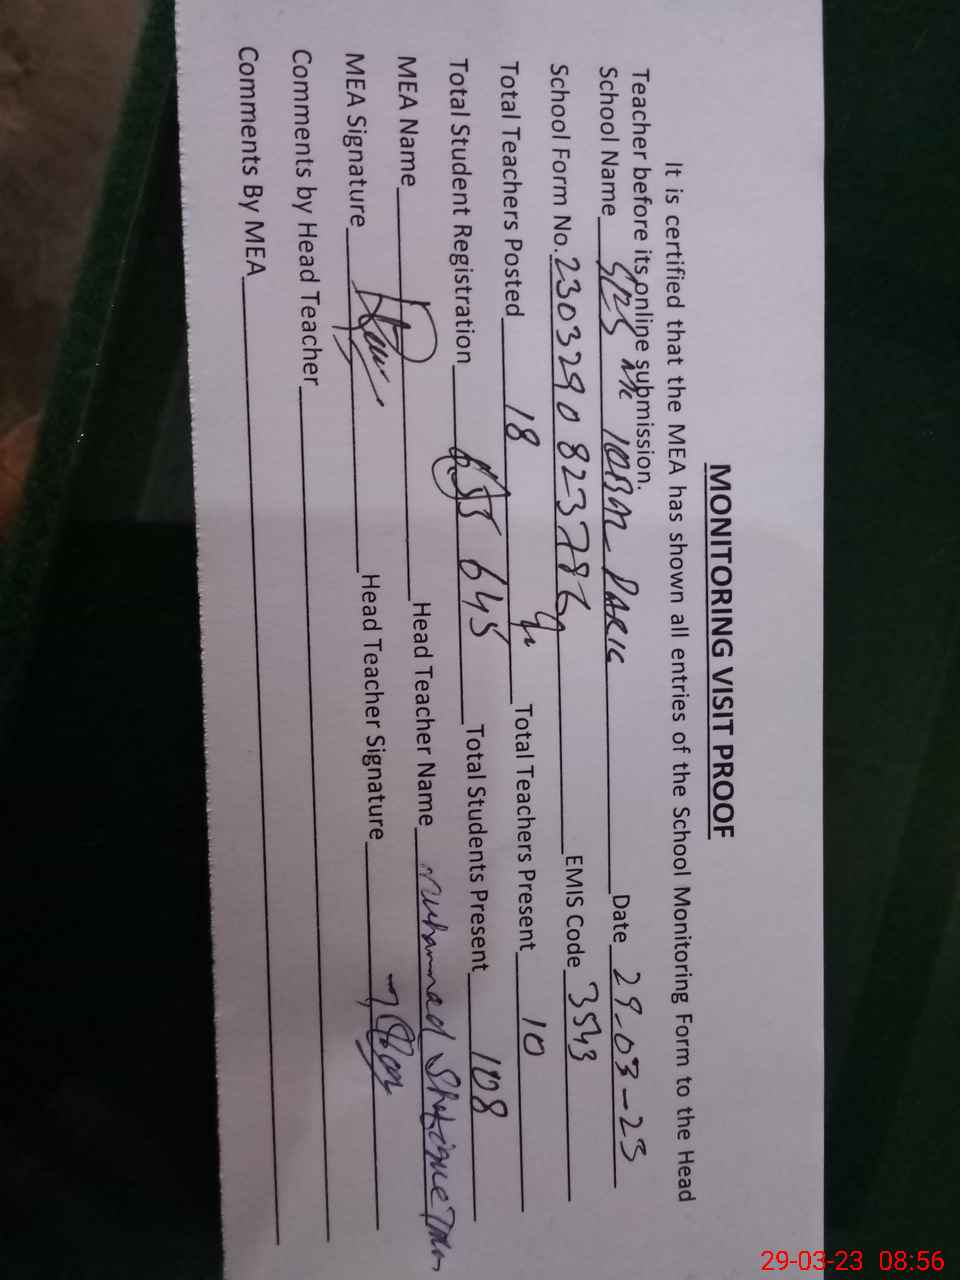 MONITORING VISIT PROOF
It is certified that the MEA has shown all entries of the School Monitoring Form to the Head
Teacher before its online submission.
School Name Date 29-03-23
School Form No. EMIS Code 3543
Total Teachers Posted 18 Total Teachers Present 10
Total Student Registration 645 Total Students Present 108
MEA Name Head Teacher Name Muhammad Shafique
MEA Signature Head Teacher Signature
Comments by Head Teacher
Comments By MEA
29-03-23 08:56